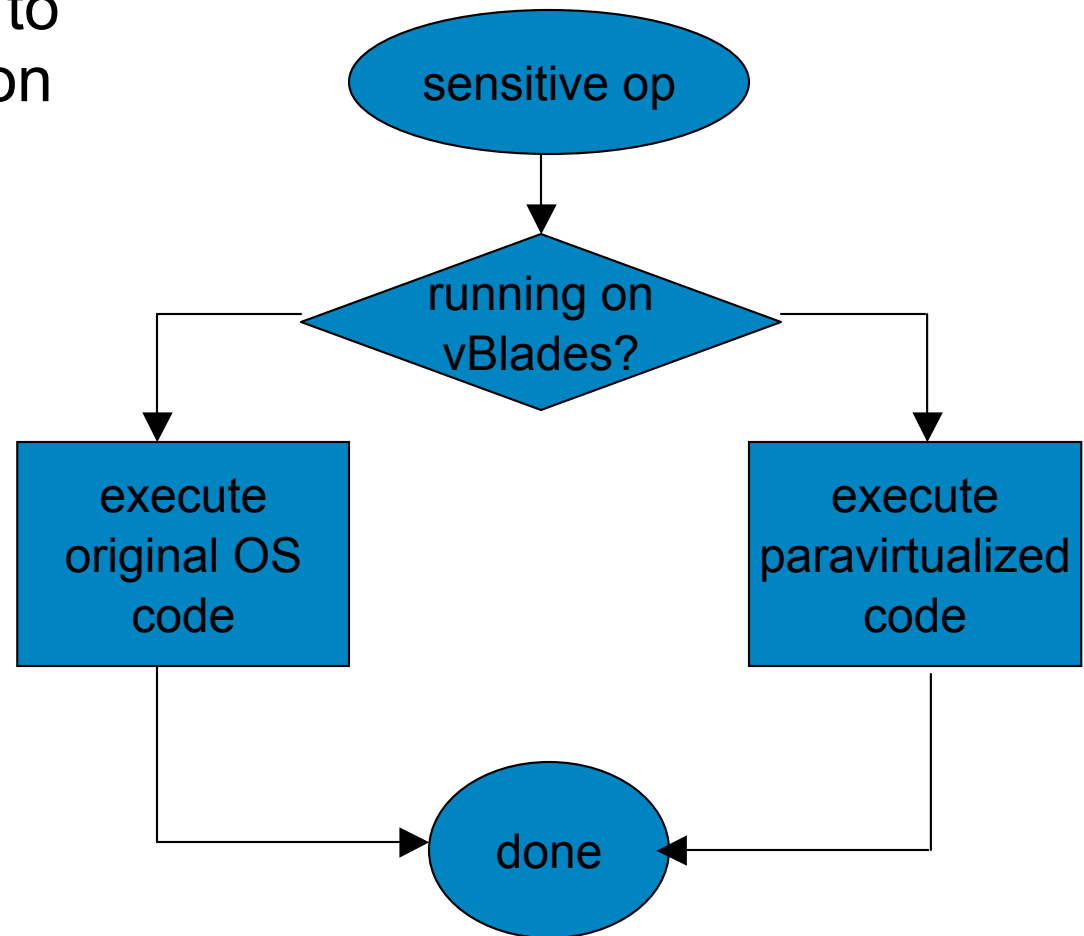 to
on
sensitive op
running on
vBlades?
execute
original OS
code
execute
paravirtualized
code
done